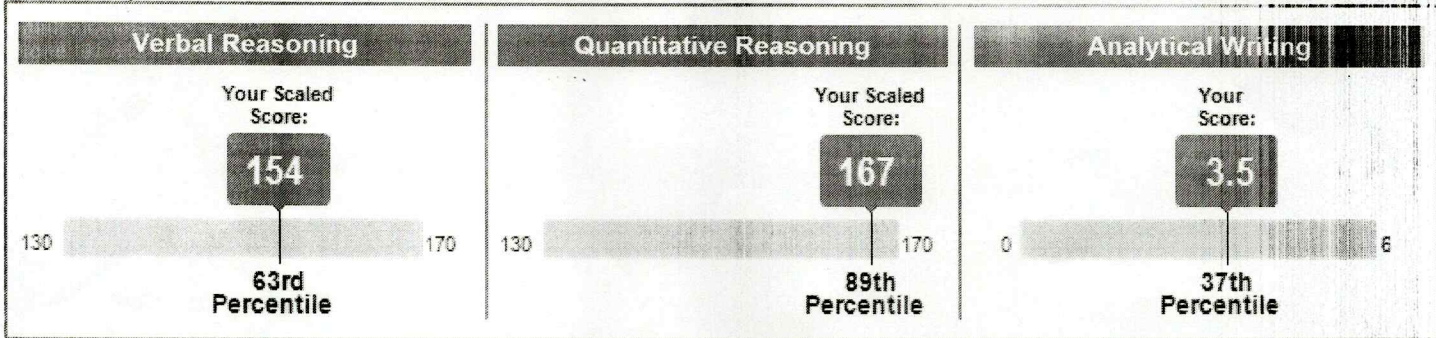 Verbal Reasoning
Your Scaled
Score:
154
130
170
63rd
Percentile
Quantitative Reasoning
Your Scaled
Score:
167
130
170
89th
Percentile
Analytical Writing
Your
Score:
3.5
0
6
37th
Percentile